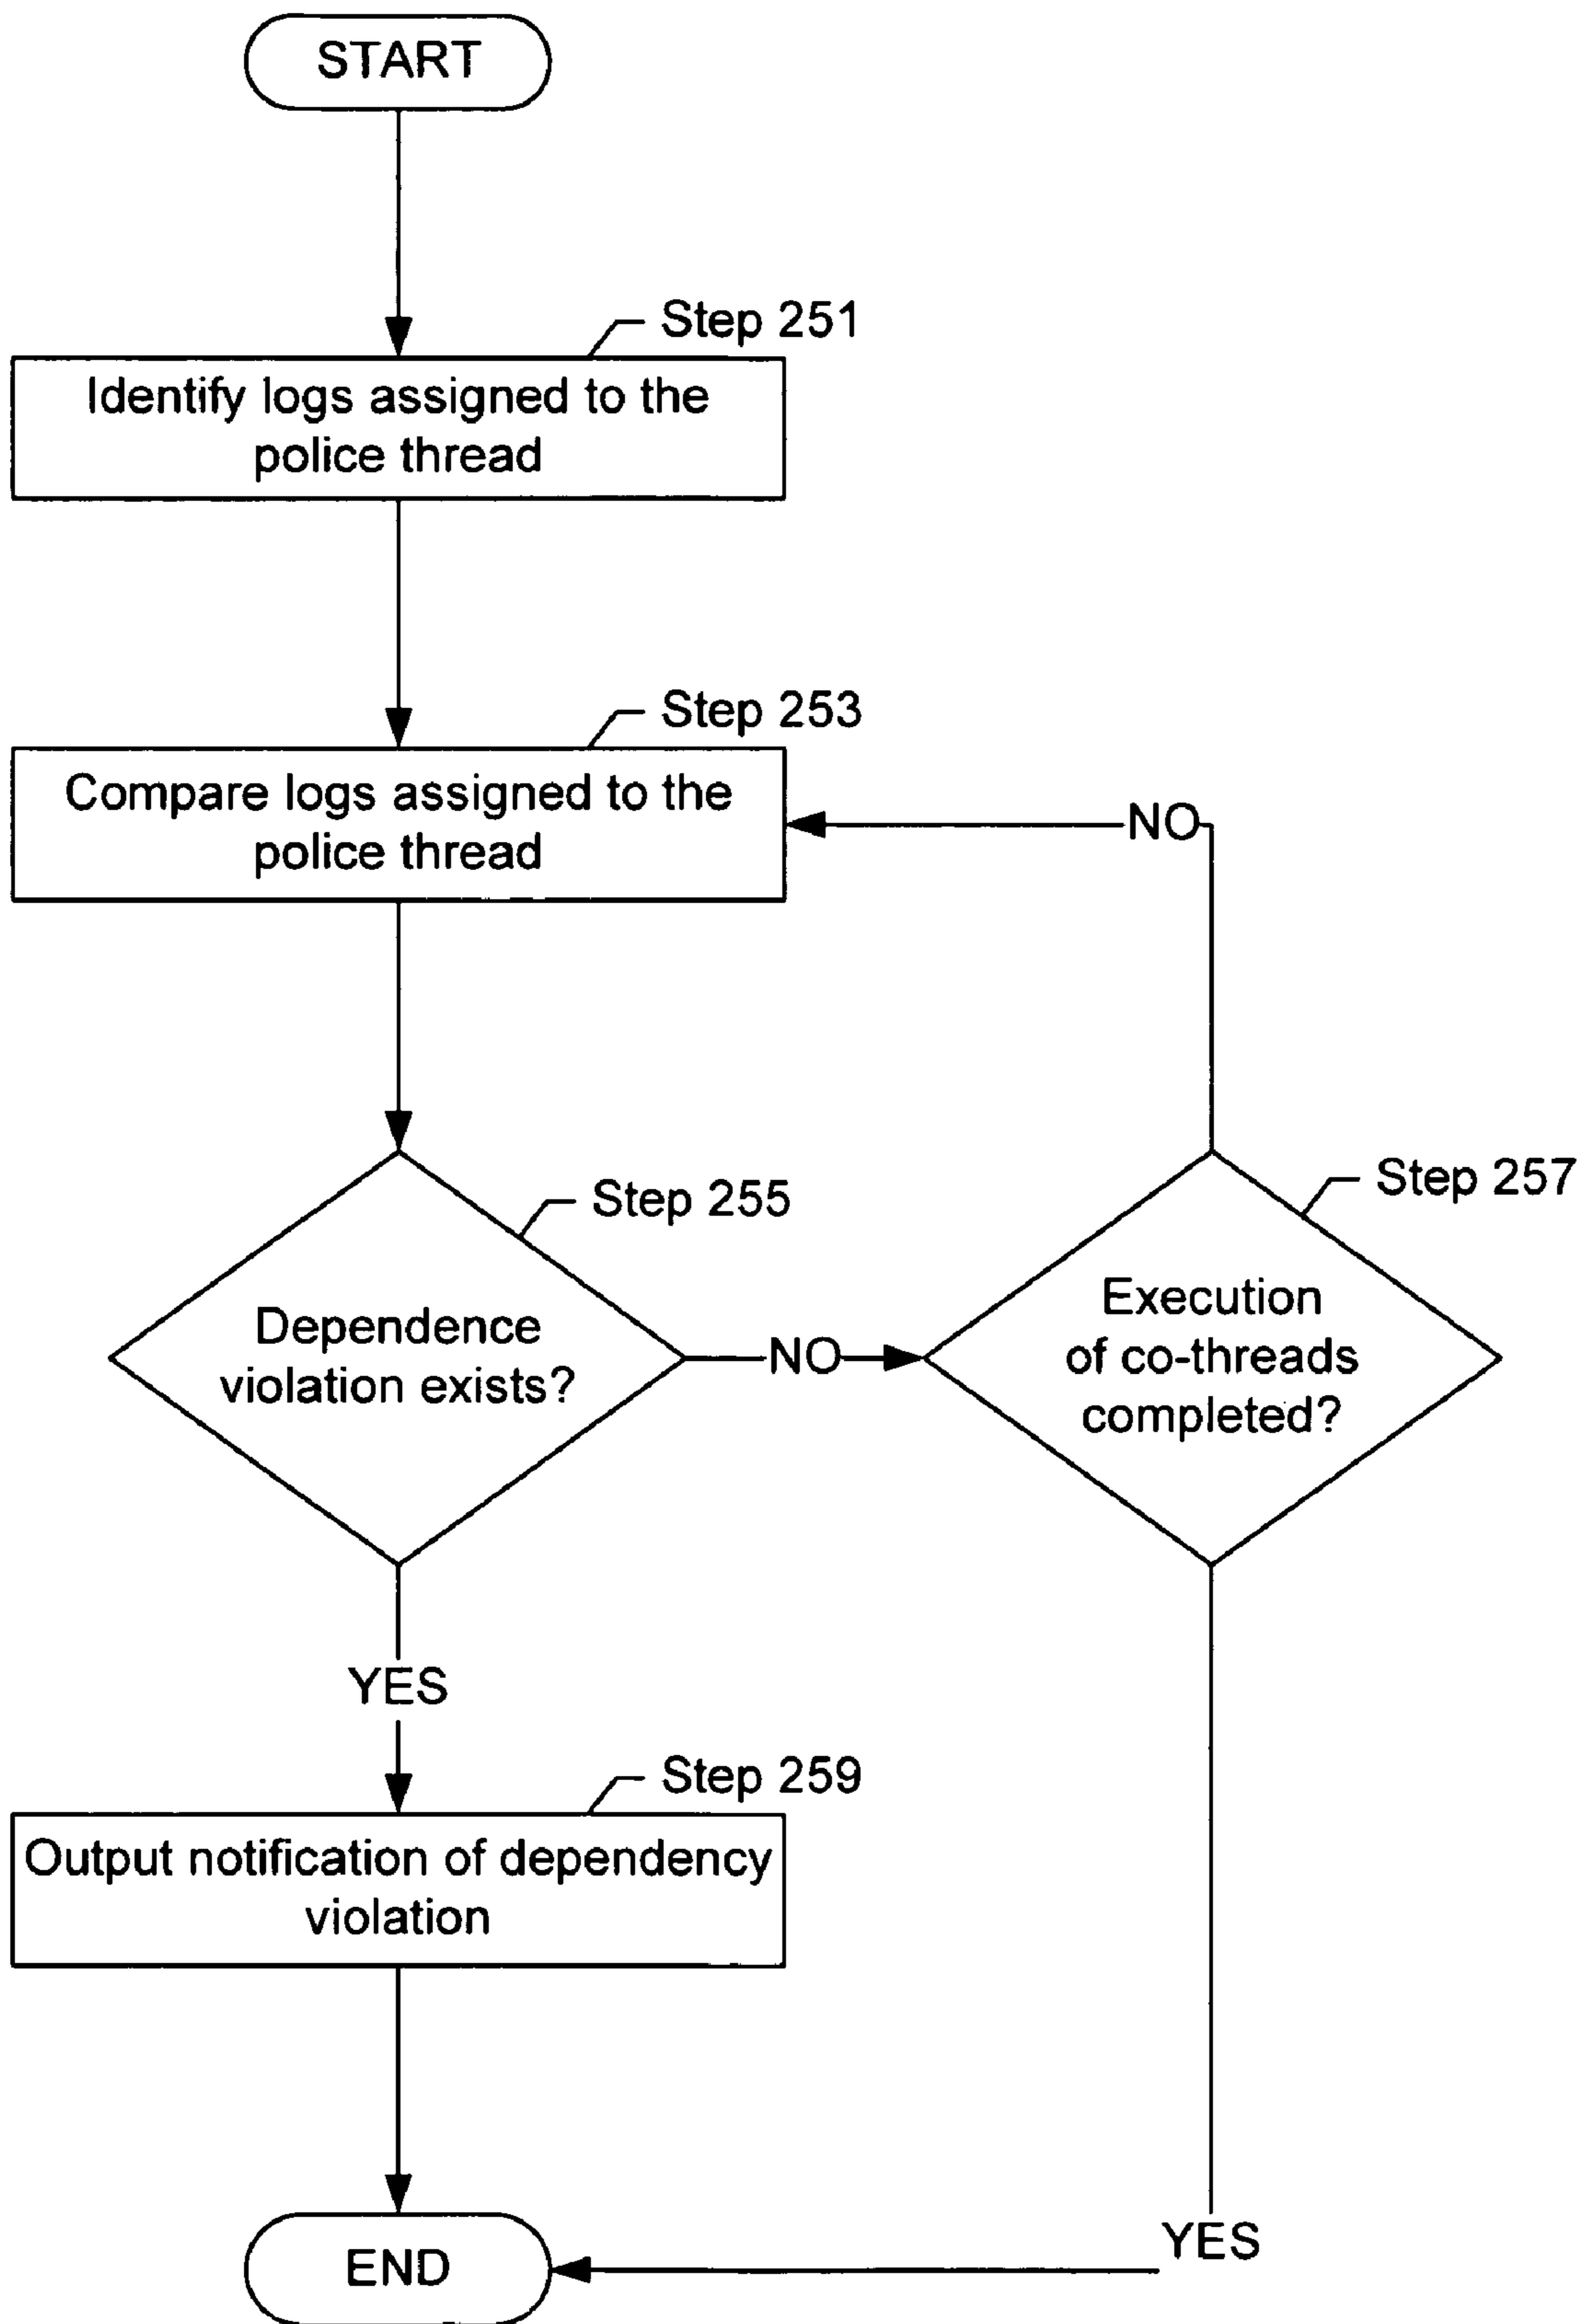 START
Step 251
Identify logs assigned to the
police thread
Step 253
Compare logs assigned to the
police thread
NO
Step 255
Dependence
violation exists?
NO
Step 257
Execution
of co-threads
completed?
YES
Step 259
Output notification of dependency
violation
YES
END